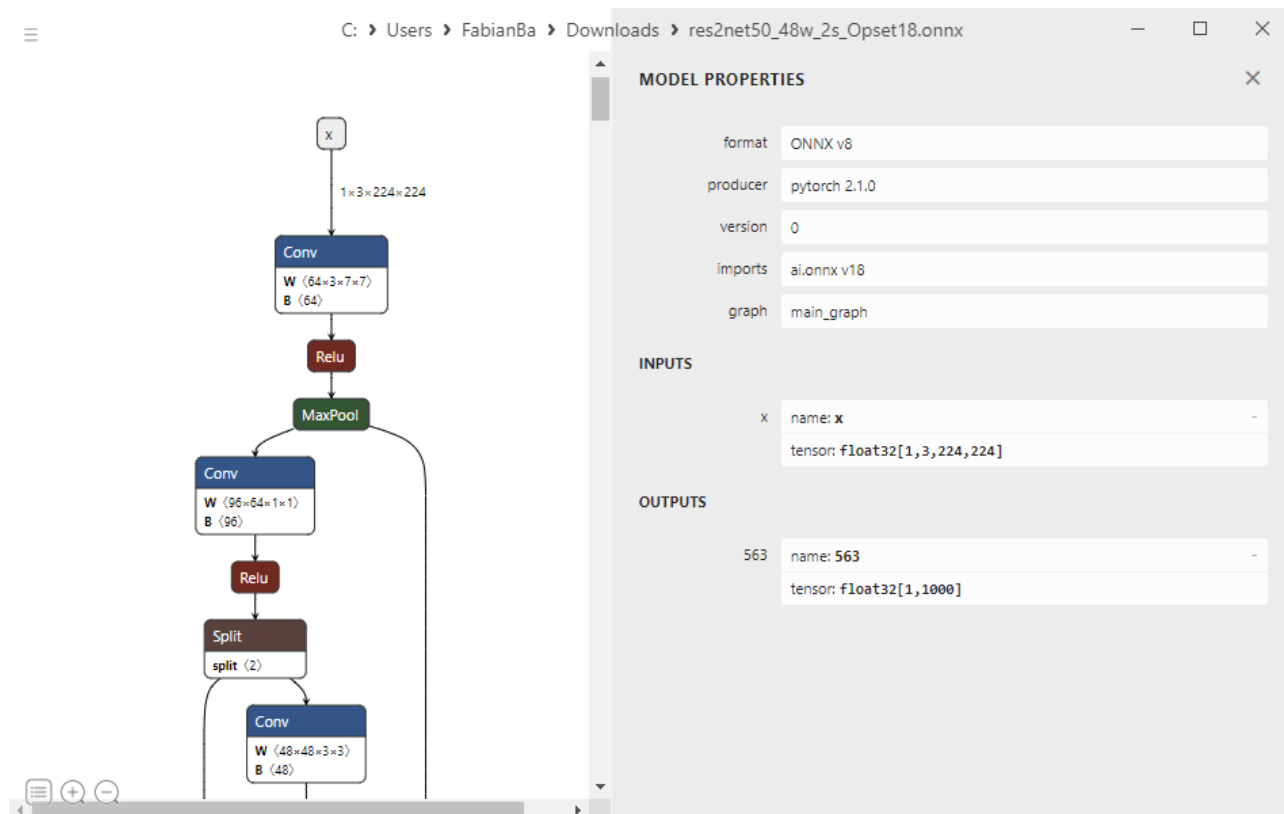 C: › Users › FabianBa › Downloads › res2net50_48w_2s_Opset18.onnx
x
1×3×224×224
Conv
W ⟨64×3×7×7⟩
B ⟨64⟩
Relu
MaxPool
Conv
W ⟨96×64×1×1⟩
B ⟨96⟩
Relu
Split
split ⟨2⟩
Conv
W ⟨48×48×3×3⟩
B ⟨48⟩
MODEL PROPERTIES
format ONNX v8
producer pytorch 2.1.0
version 0
imports ai.onnx v18
graph main_graph
INPUTS
x name: x -
tensor: float32[1,3,224,224]
OUTPUTS
563 name: 563 -
tensor: float32[1,1000]